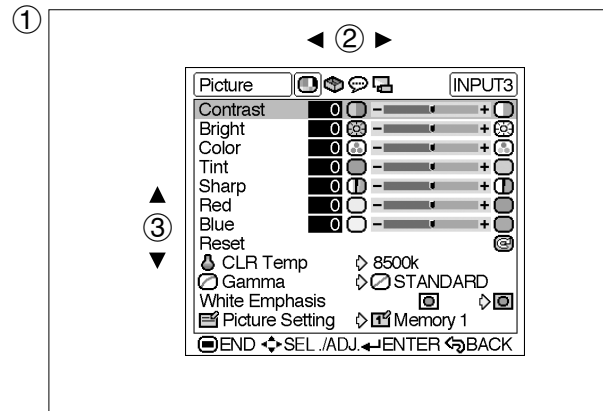 ①
◄ ② ►
Picture INPUT3
Contrast 0 - +
Bright 0 - +
Color 0 - +
Tint 0 - +
Sharp 0 - +
Red 0 - +
Blue 0 - +
Reset
▲
③
▼
CLR Temp 8500k
Gamma STANDARD
White Emphasis
Picture Setting 1 Memory 1
END SEL./ADJ. ENTER BACK